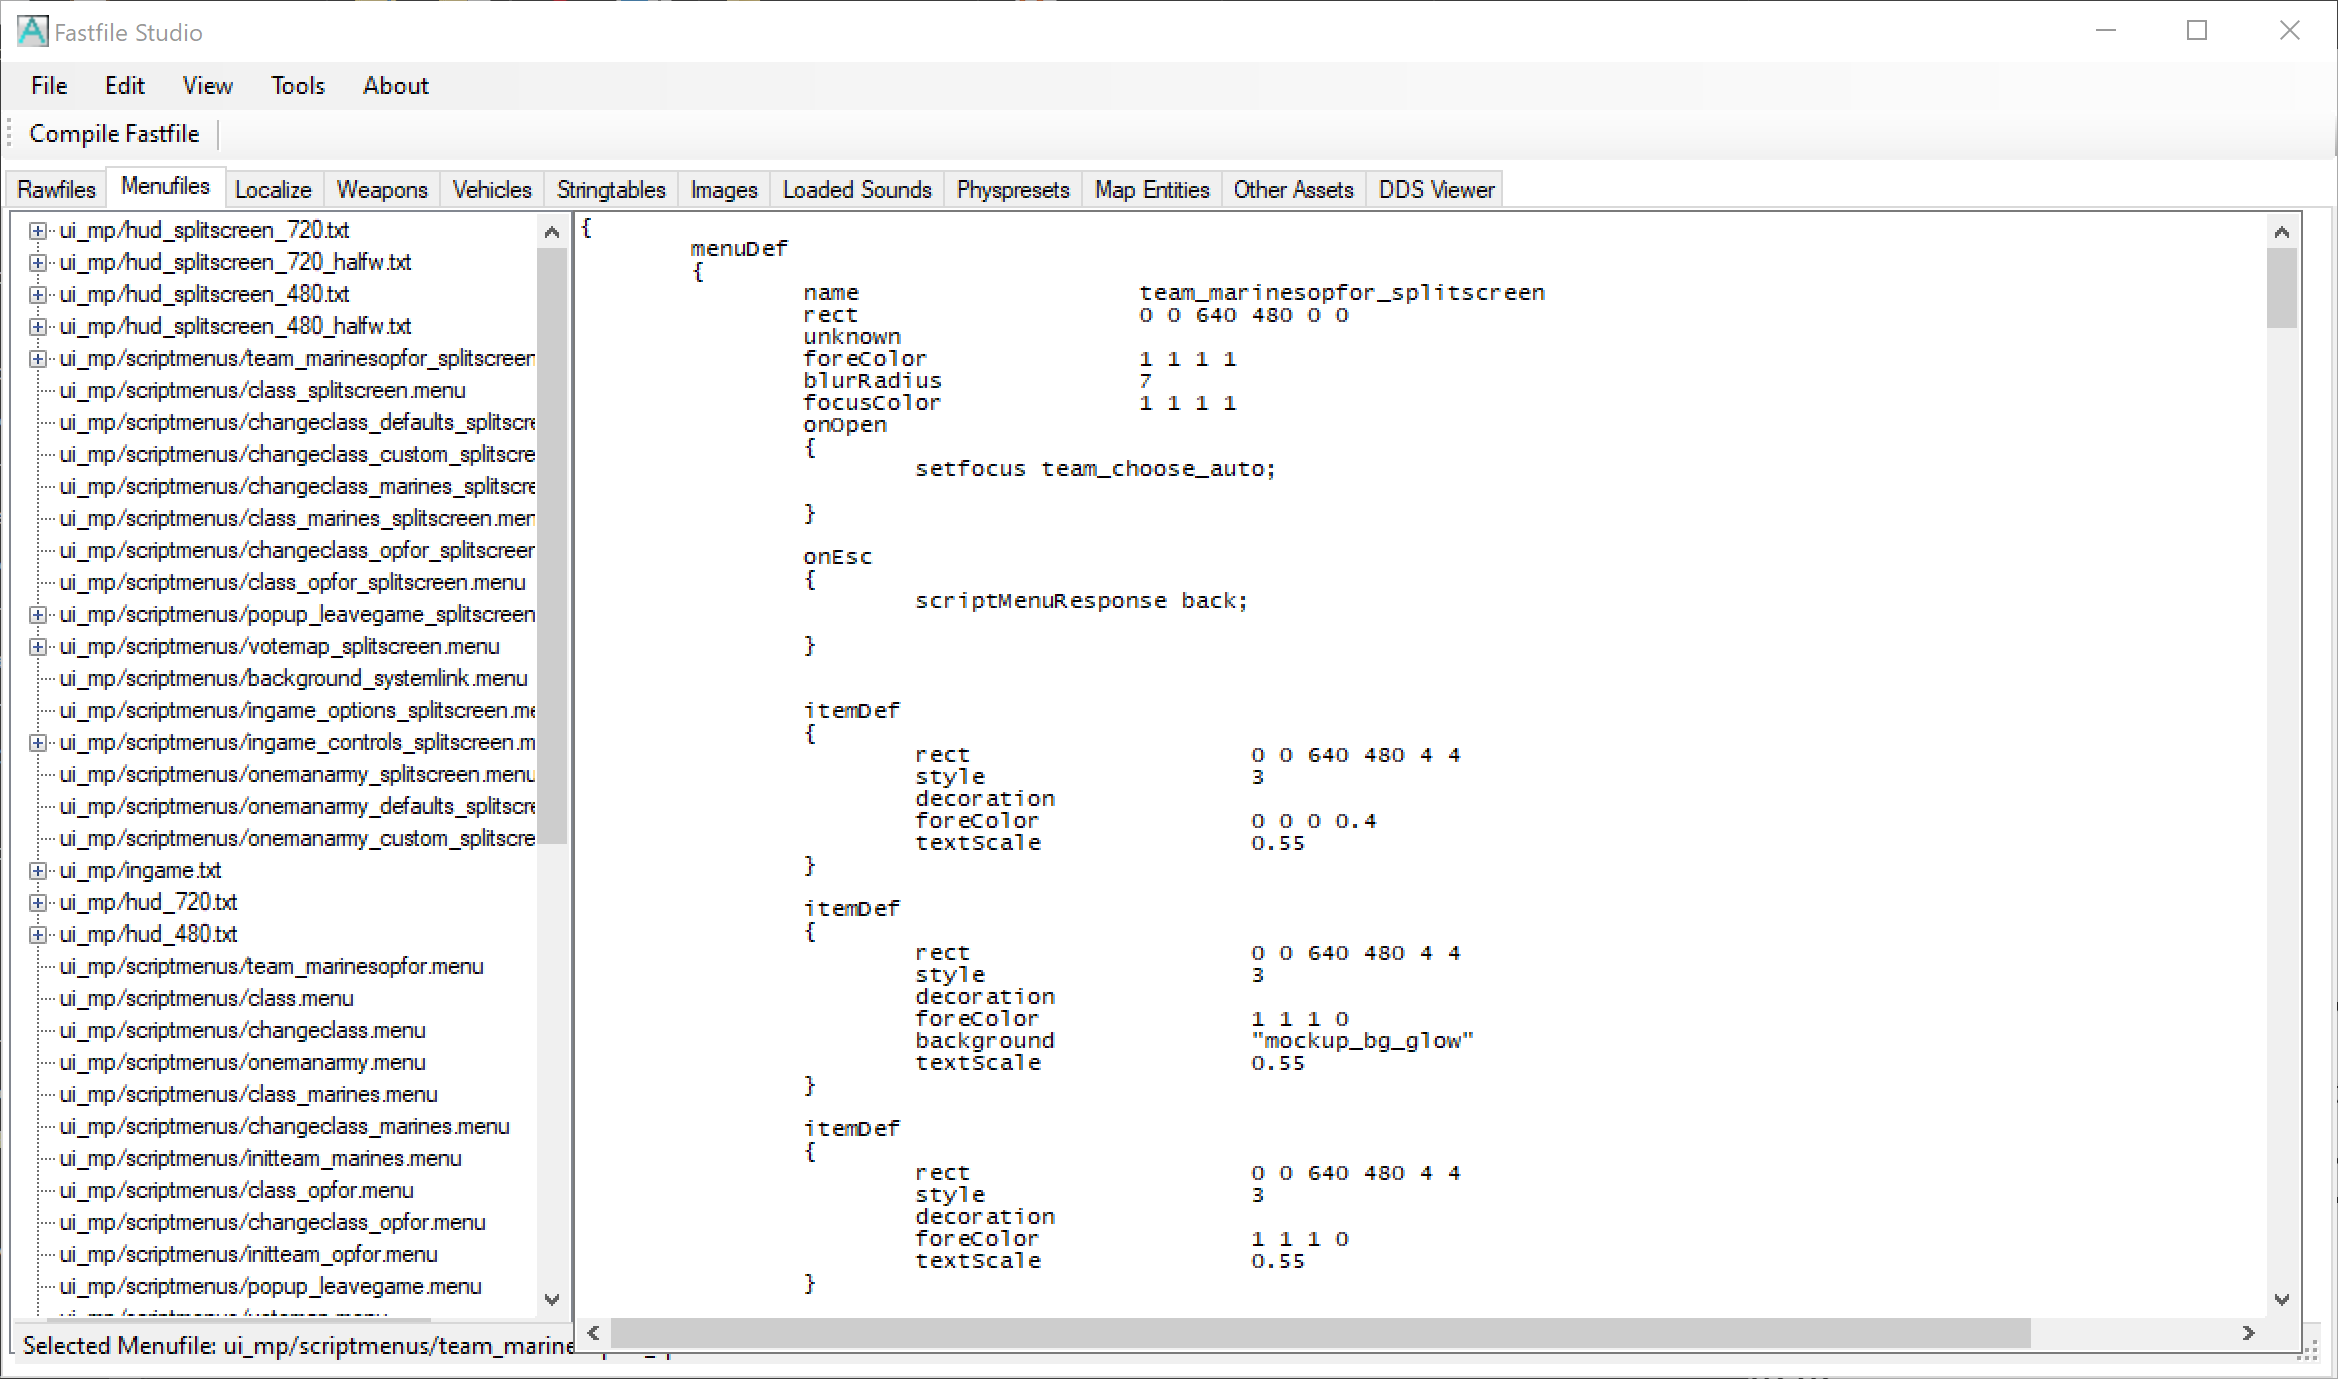 Fastfile Studio
File Edit View Tools About
Compile Fastfile
Rawfiles Menufiles Localize Weapons Vehicles Stringtables Images Loaded Sounds Physpresets Map Entities Other Assets DDS Viewer
ui_mp/hud_splitscreen_720.txt
ui_mp/hud_splitscreen_720_halfw.txt
ui_mp/hud_splitscreen_480.txt
ui_mp/hud_splitscreen_480_halfw.txt
ui_mp/scriptmenus/team_marinesopfor_splitscreen
ui_mp/scriptmenus/class_splitscreen.menu
ui_mp/scriptmenus/changeclass_defaults_splitscre
ui_mp/scriptmenus/changeclass_custom_splitscre
ui_mp/scriptmenus/changeclass_marines_splitscre
ui_mp/scriptmenus/class_marines_splitscreen.men
ui_mp/scriptmenus/changeclass_opfor_splitscreen
ui_mp/scriptmenus/class_opfor_splitscreen.menu
ui_mp/scriptmenus/popup_leavegame_splitscreen
ui_mp/scriptmenus/votemap_splitscreen.menu
ui_mp/scriptmenus/background_systemlink.menu
ui_mp/scriptmenus/ingame_options_splitscreen.me
ui_mp/scriptmenus/ingame_controls_splitscreen.m
ui_mp/scriptmenus/onemanarmy_splitscreen.menu
ui_mp/scriptmenus/onemanarmy_defaults_splitscre
ui_mp/scriptmenus/onemanarmy_custom_splitscre
ui_mp/ingame.txt
ui_mp/hud_720.txt
ui_mp/hud_480.txt
ui_mp/scriptmenus/team_marinesopfor.menu
ui_mp/scriptmenus/class.menu
ui_mp/scriptmenus/changeclass.menu
ui_mp/scriptmenus/onemanarmy.menu
ui_mp/scriptmenus/class_marines.menu
ui_mp/scriptmenus/changeclass_marines.menu
ui_mp/scriptmenus/initteam_marines.menu
ui_mp/scriptmenus/class_opfor.menu
ui_mp/scriptmenus/changeclass_opfor.menu
ui_mp/scriptmenus/initteam_opfor.menu
ui_mp/scriptmenus/popup_leavegame.menu
Selected Menufile: ui_mp/scriptmenus/team_marine
{
menuDef
{
name team_marinesopfor_splitscreen
rect 0 0 640 480 0 0
unknown
foreColor 1 1 1 1
blurRadius 7
focusColor 1 1 1 1
onOpen
{
setfocus team_choose_auto;
}
onEsc
{
scriptMenuResponse back;
}
itemDef
{
rect 0 0 640 480 4 4
style 3
decoration
foreColor 0 0 0 0.4
textScale 0.55
}
itemDef
{
rect 0 0 640 480 4 4
style 3
decoration
foreColor 1 1 1 0
background "mockup_bg_glow"
textScale 0.55
}
itemDef
{
rect 0 0 640 480 4 4
style 3
decoration
foreColor 1 1 1 0
textScale 0.55
}